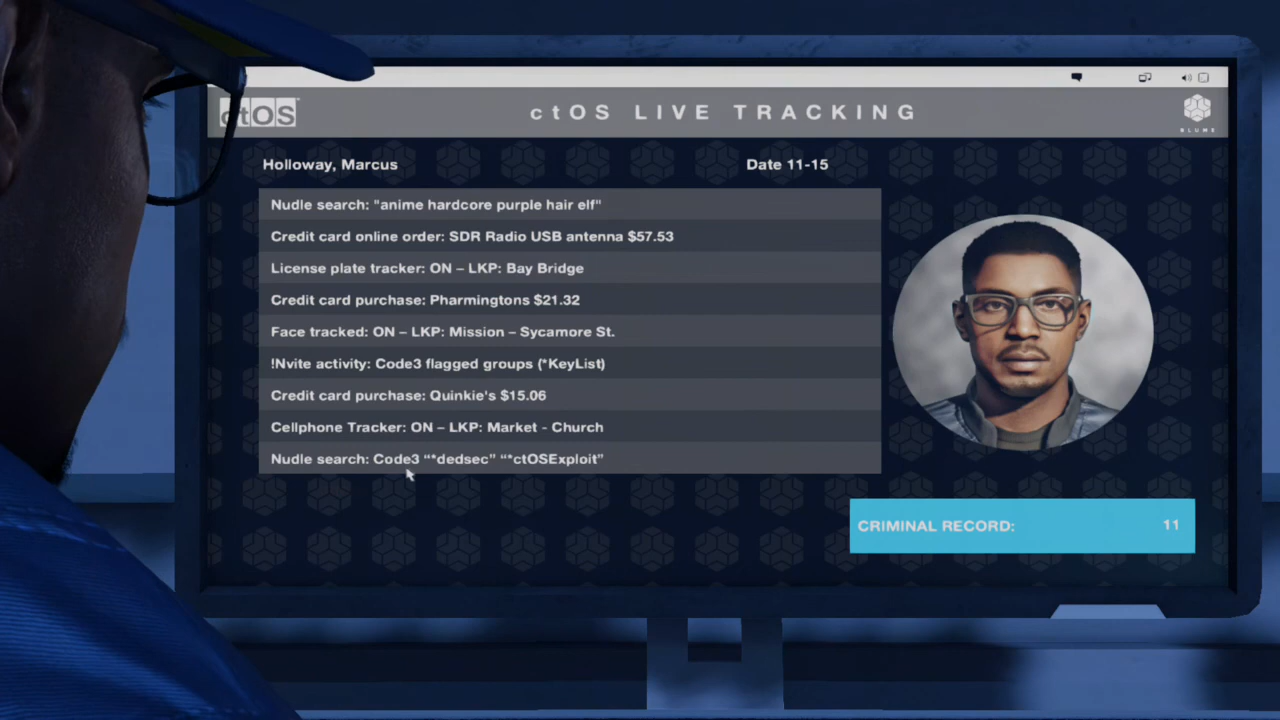 ctOS
ctOS LIVE TRACKING
BLUME
Holloway, Marcus
Date 11-15
Nudle search: "anime hardcore purple hair elf"
Credit card online order: SDR Radio USB antenna $57.53
License plate tracker: ON – LKP: Bay Bridge
Credit card purchase: Pharmingtons $21.32
Face tracked: ON – LKP: Mission – Sycamore St.
!Nvite activity: Code3 flagged groups (*KeyList)
Credit card purchase: Quinkie's $15.06
Cellphone Tracker: ON – LKP: Market - Church
Nudle search: Code3 “*dedsec” “*ctOSExploit”
CRIMINAL RECORD: 11